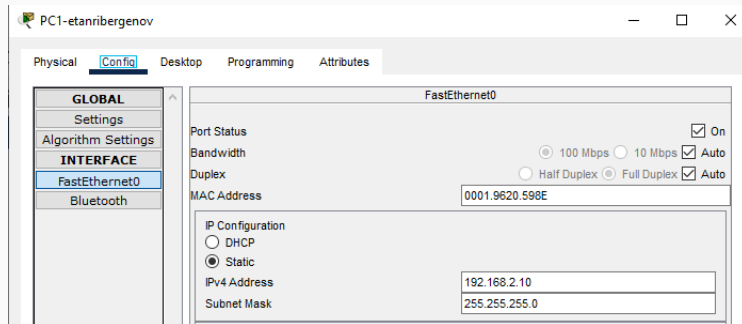 PC1-etanribergenov
Physical Config Desktop Programming Attributes
GLOBAL
Settings
Algorithm Settings
INTERFACE
FastEthernet0
Bluetooth
FastEthernet0
Port Status On
Bandwidth 100 Mbps 10 Mbps Auto
Duplex Half Duplex Full Duplex Auto
MAC Address 0001.9620.598E
IP Configuration
DHCP
Static
IPv4 Address 192.168.2.10
Subnet Mask 255.255.255.0